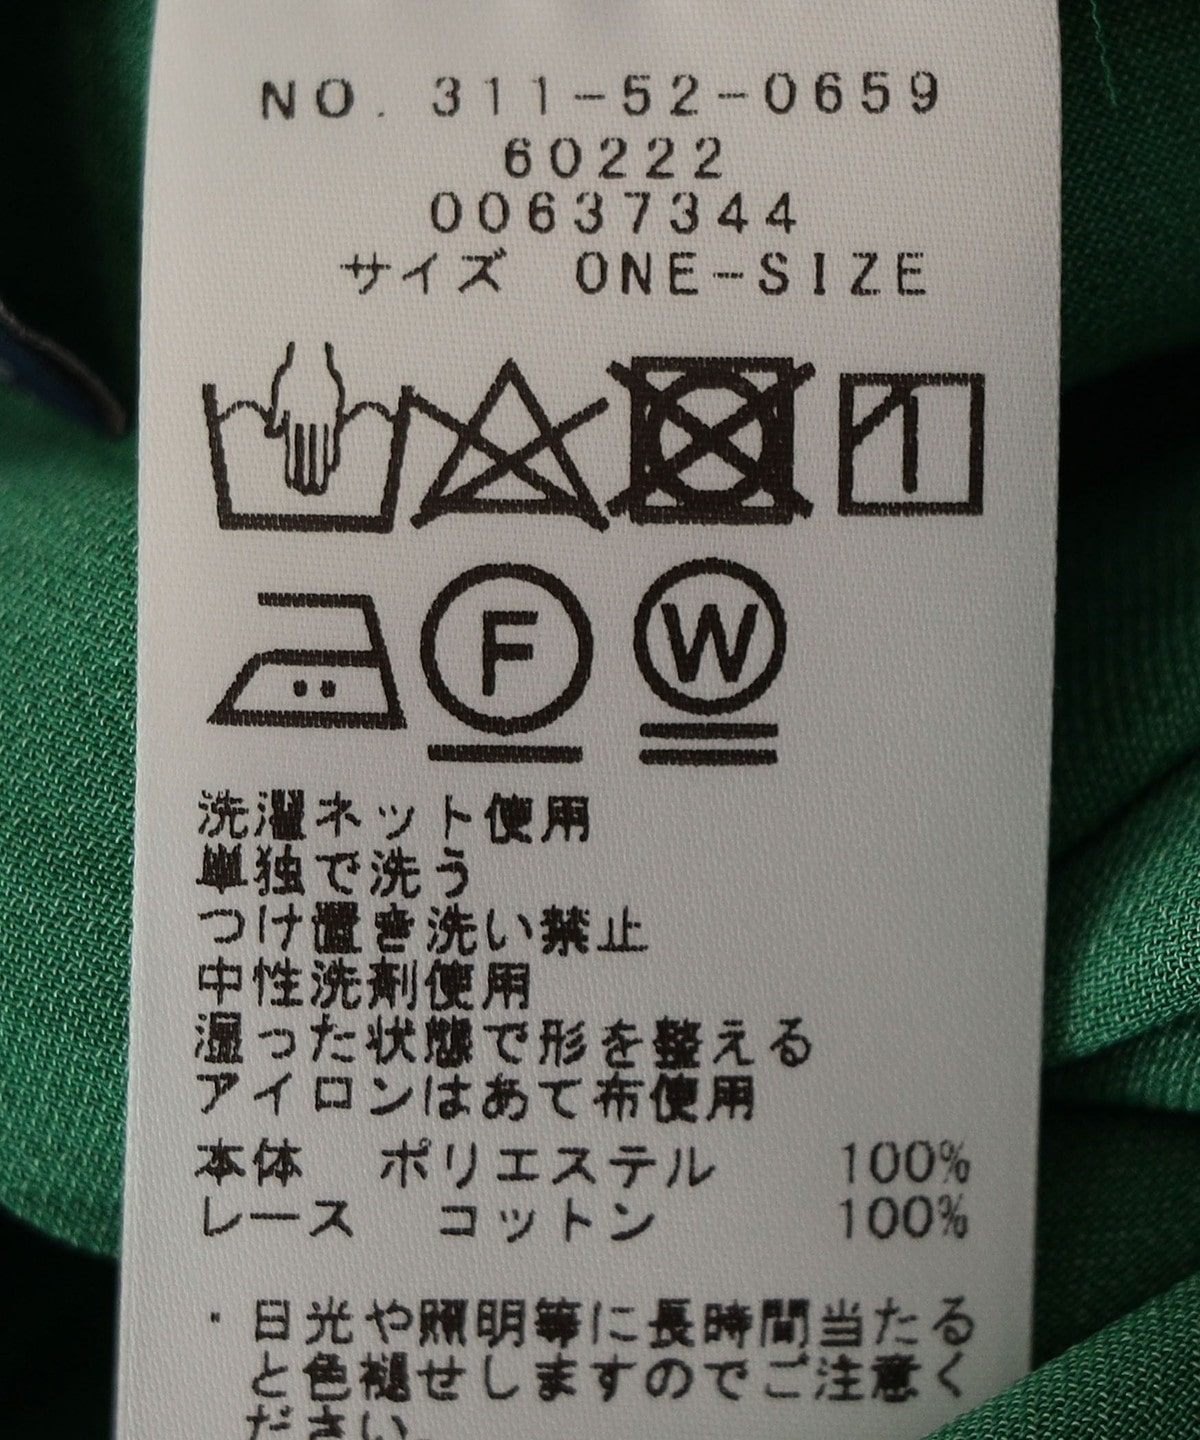 NO. 311-52-0659
60222
00637344
サイズ ONE-SIZE
F W
洗濯ネット使用
単独で洗う
つけ置き洗い禁止
中性洗剤使用
湿った状態で形を整える
アイロンはあて布使用
本体 ポリエステル 100%
レース コットン 100%
・日光や照明等に長時間当たる
と色褪せしますのでご注意く
ださい。